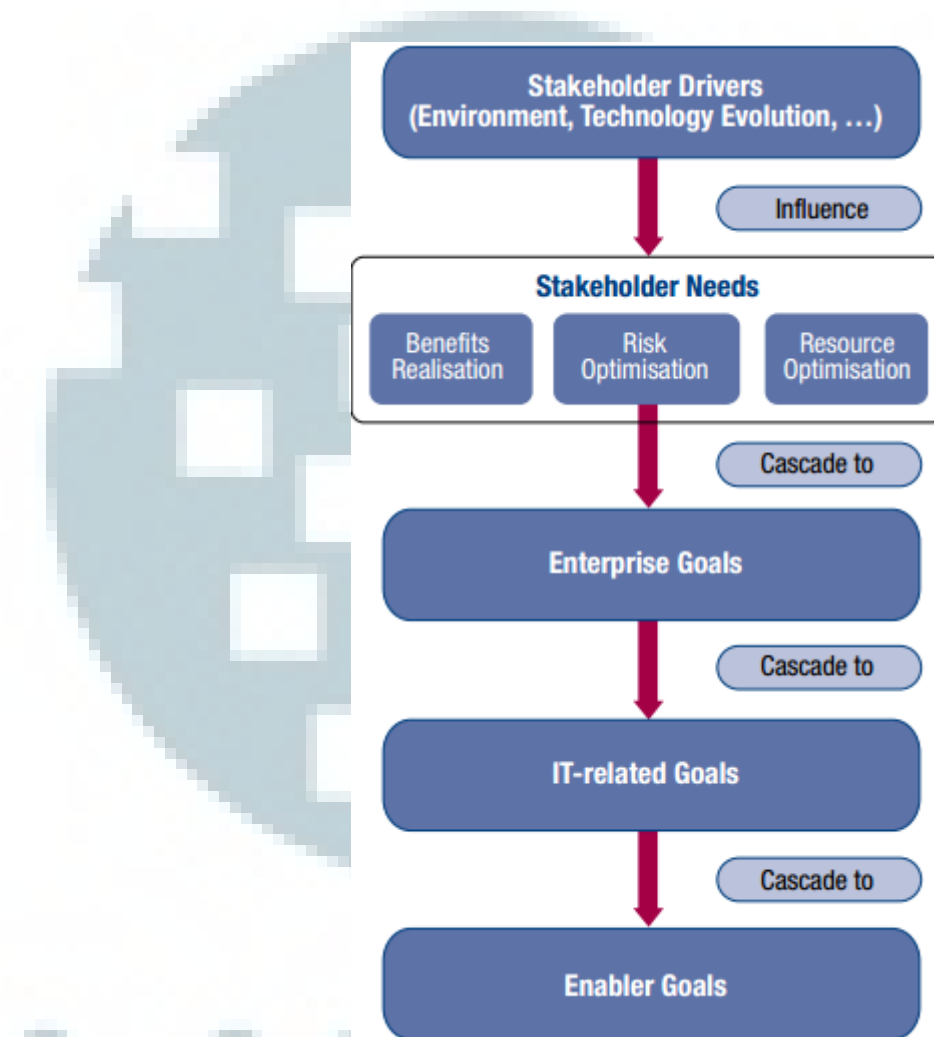 Stakeholder Drivers
(Environment, Technology Evolution, …)
Influence
Stakeholder Needs
Benefits
Realisation
Risk
Optimisation
Resource
Optimisation
Cascade to
Enterprise Goals
Cascade to
IT-related Goals
Cascade to
Enabler Goals